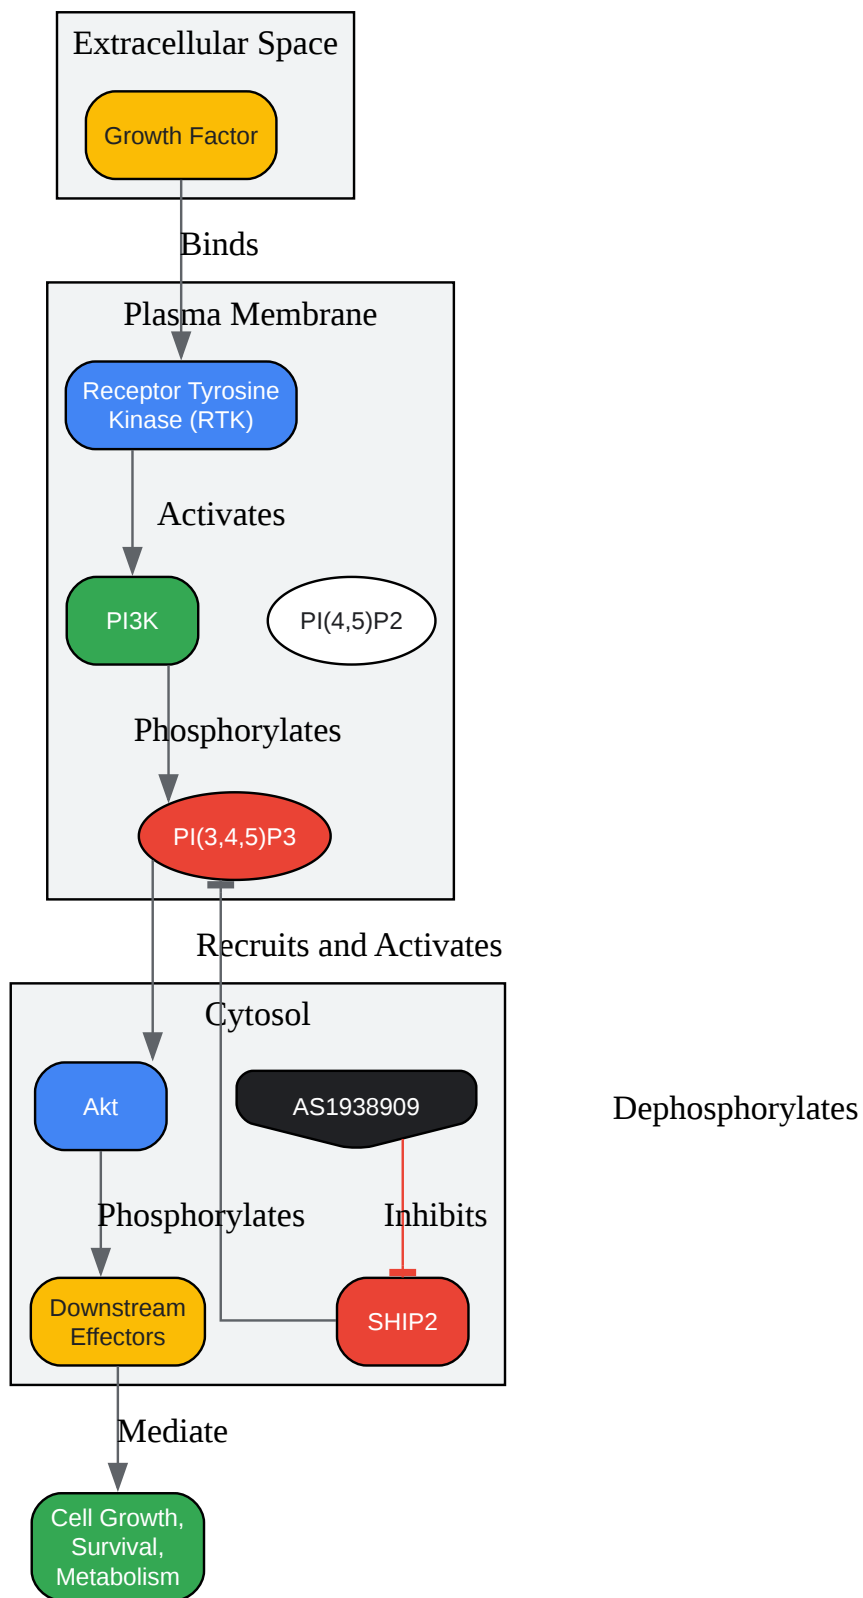 Extracellular Space
Growth Factor
Binds
Plasma Membrane
Receptor Tyrosine
Kinase (RTK)
Activates
PI3K
PI(4,5)P2
Phosphorylates
PI(3,4,5)P3
Recruits and Activates
Cytosol
Akt
AS1938909
Dephosphorylates
Phosphorylates
Inhibits
Downstream
Effectors
SHIP2
Mediate
Cell Growth,
Survival,
Metabolism